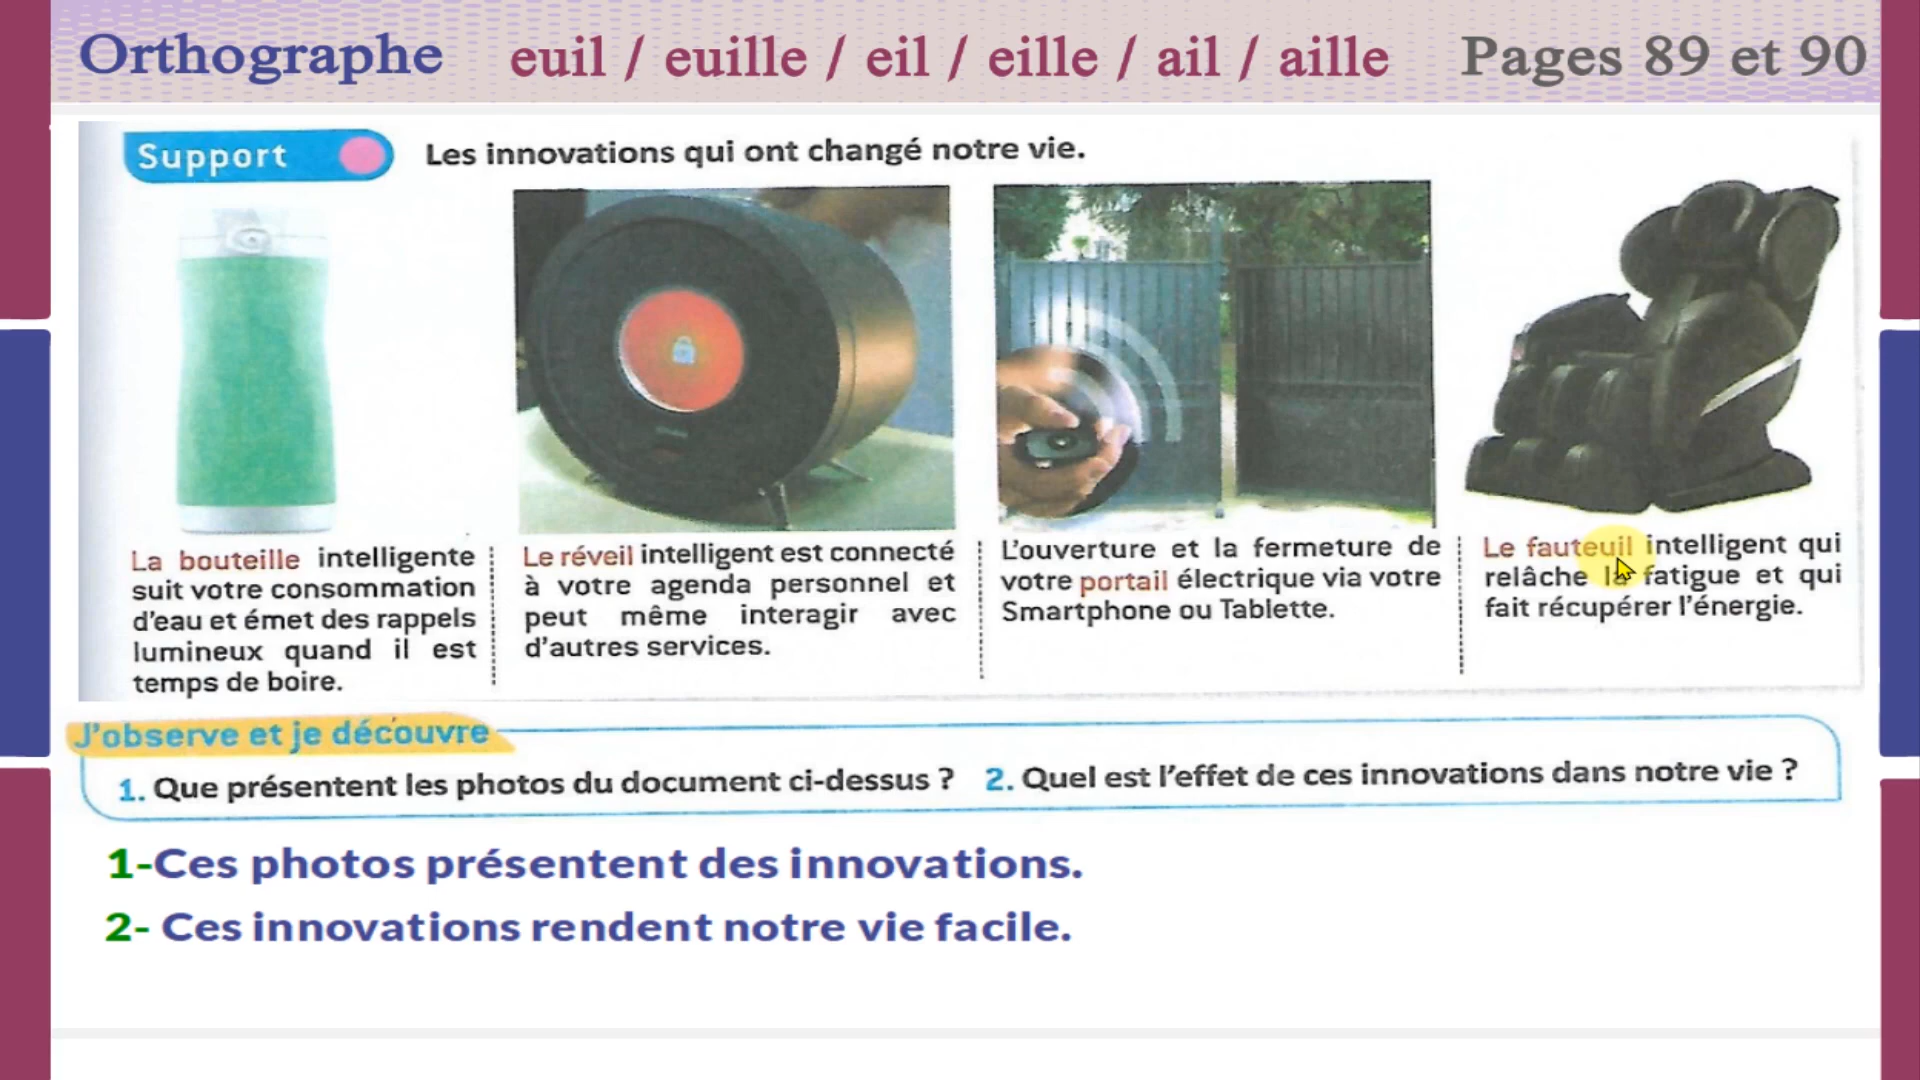 Orthographe euil / euille / eil / eille / ail / aille Pages 89 et 90
Support Les innovations qui ont changé notre vie.
La bouteille intelligente
suit votre consommation
d'eau et émet des rappels
lumineux quand il est
temps de boire.
Le réveil intelligent est connecté
à votre agenda personnel et
peut même interagir avec
d'autres services.
L'ouverture et la fermeture de
votre portail électrique via votre
Smartphone ou Tablette.
Le fauteuil intelligent qui
relâche la fatigue et qui
fait récupérer l'énergie.
J'observe et je découvre
1. Que présentent les photos du document ci-dessus ? 2. Quel est l'effet de ces innovations dans notre vie ?
1-Ces photos présentent des innovations.
2- Ces innovations rendent notre vie facile.